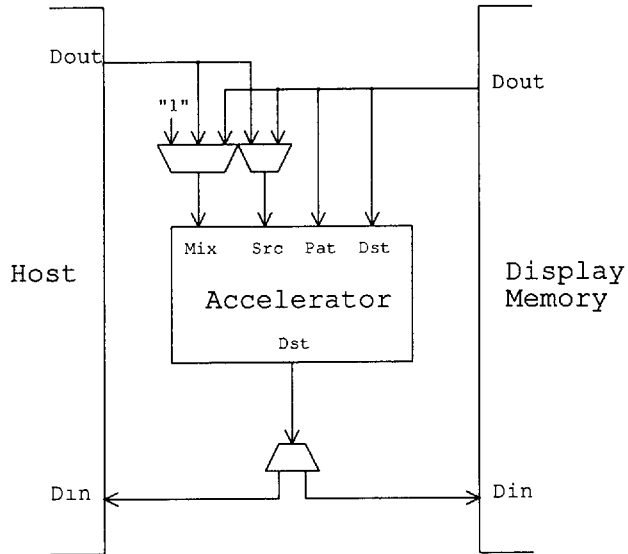 Dout
Dout
"1"
Mix Src Pat Dst
Host
Accelerator
Display
Memory
Dst
Din
Din